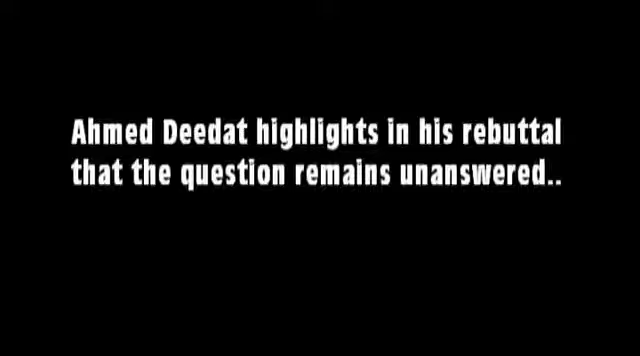 Ahmed Deedat highlights in his rebuttal
that the question remains unanswered..